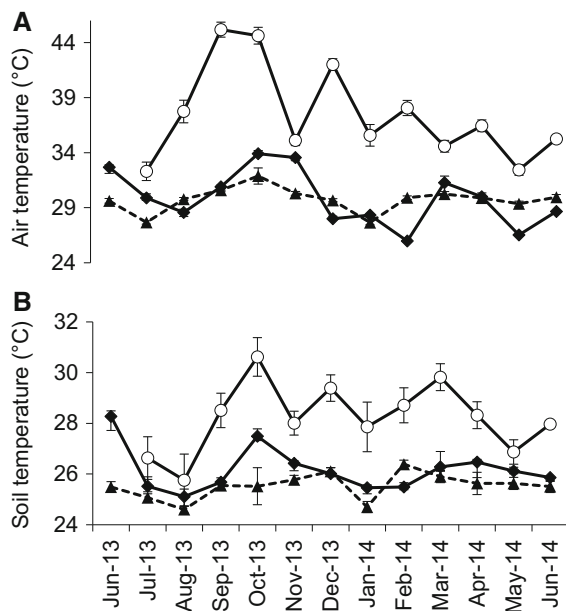 A
Air temperature (°C)
44
39
34
29
24
B
Soil temperature (°C)
32
30
28
26
24
Jun-13
Jul-13
Aug-13
Sep-13
Oct-13
Nov-13
Dec-13
Jan-14
Feb-14
Mar-14
Apr-14
May-14
Jun-14